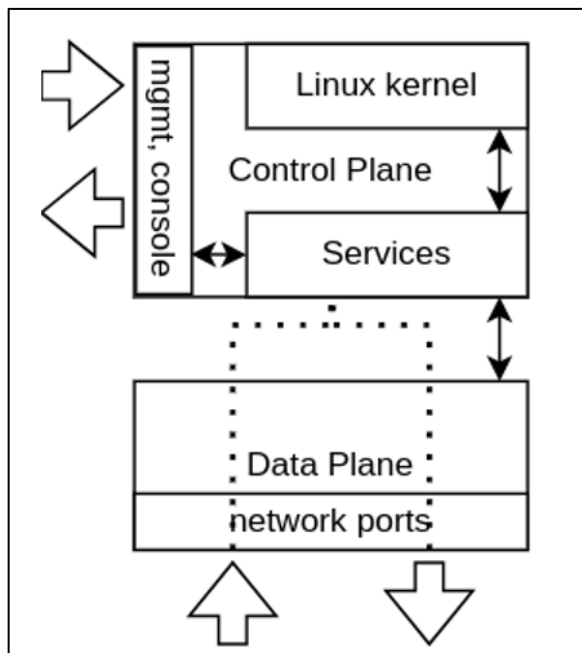 mgmt, console
Linux kernel
Control Plane
Services
Data Plane
network ports